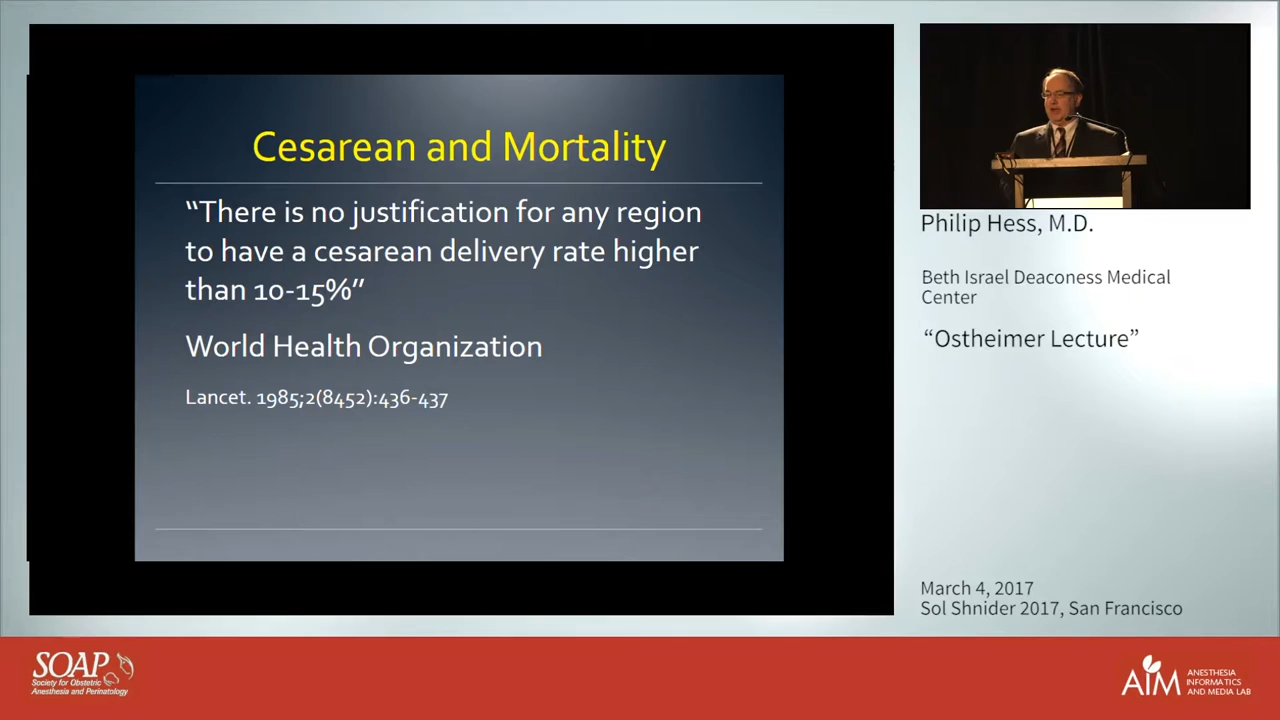 Cesarean and Mortality
“There is no justification for any region
to have a cesarean delivery rate higher
than 10-15%”
World Health Organization
Lancet. 1985;2(8452):436-437
Philip Hess, M.D.
Beth Israel Deaconess Medical
Center
“Ostheimer Lecture”
March 4, 2017
Sol Shnider 2017, San Francisco
SOAP
Society for Obstetric
Anesthesia and Perinatology
AIM
ANESTHESIA
INFORMATICS
AND MEDIA LAB